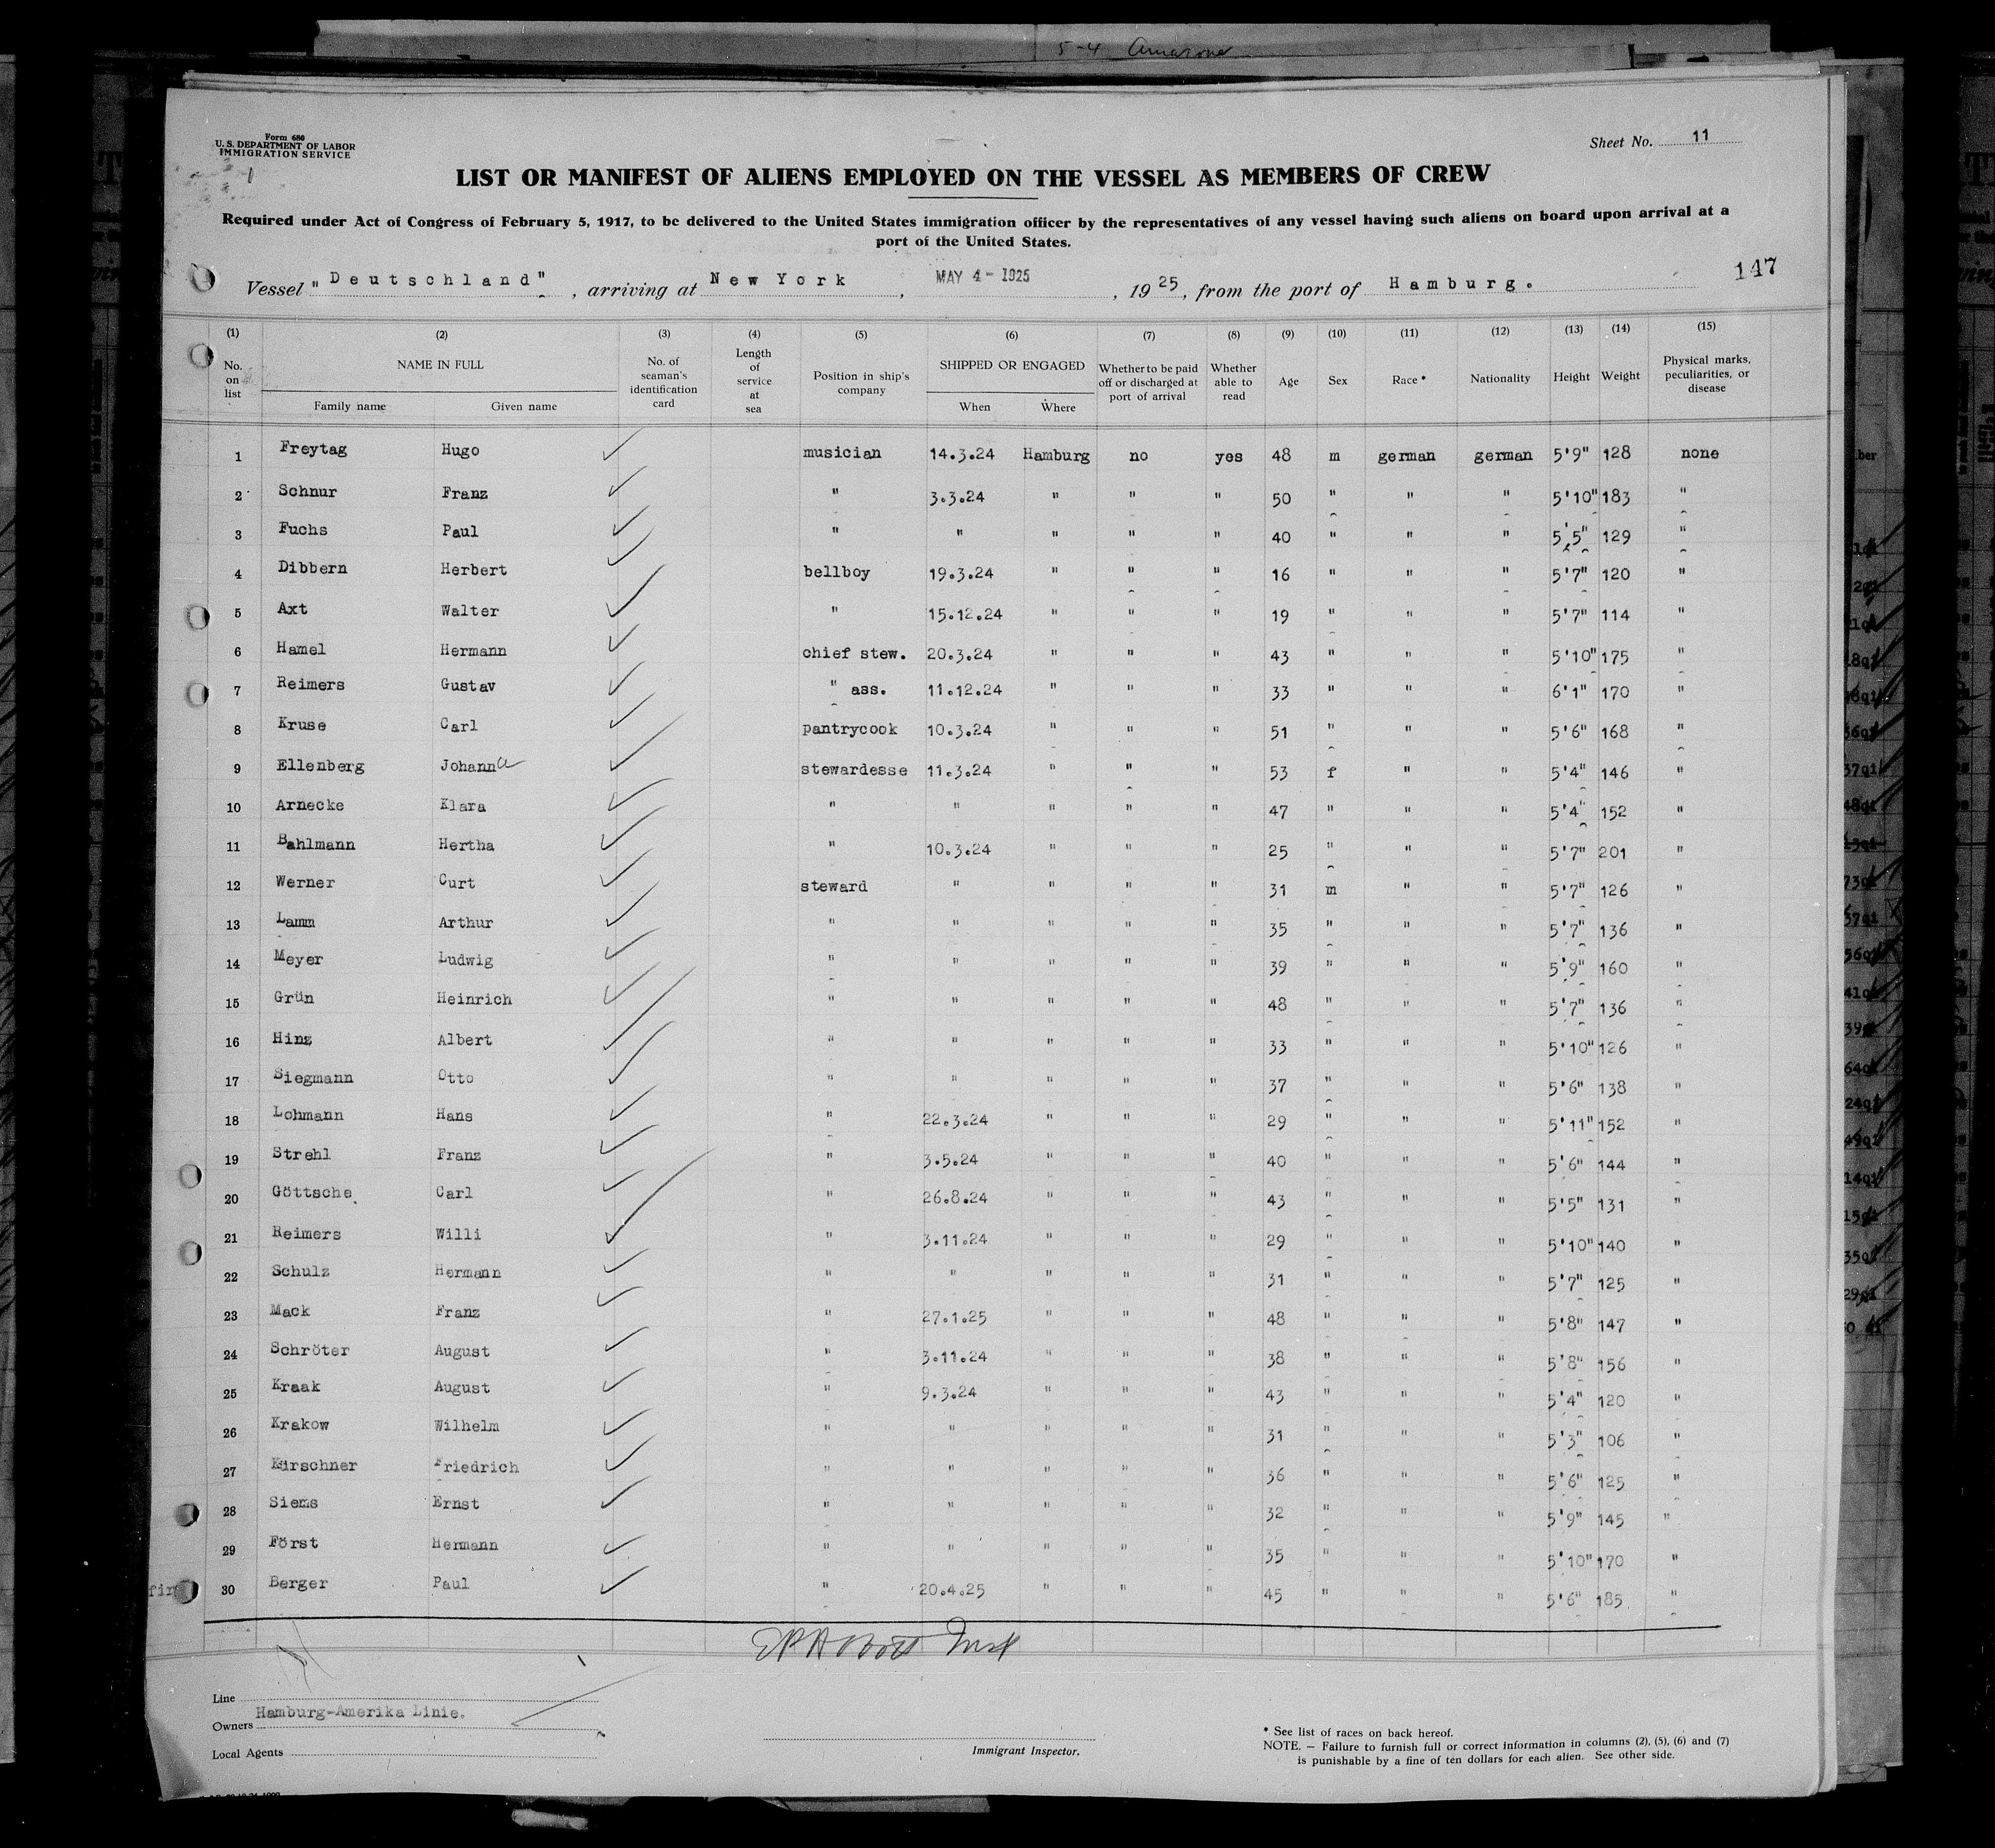 5-4 Amazone
Form 680
U. S. DEPARTMENT OF LABOR
IMMIGRATION SERVICE
Sheet No. 11
LIST OR MANIFEST OF ALIENS EMPLOYED ON THE VESSEL AS MEMBERS OF CREW
Required under Act of Congress of February 5, 1917, to be delivered to the United States immigration officer by the representatives of any vessel having such aliens on board upon arrival at a
port of the United States.
Vessel "Deutschland", arriving at New York, MAY 4 - 1925, 1925, from the port of Hamburg. 147
(1) (2) (3) (4) (5) (6) (7) (8) (9) (10) (11) (12) (13) (14) (15)
No. on list NAME IN FULL Family name Given name No. of seaman's identification card Length of service at sea Position in ship's company SHIPPED OR ENGAGED When Where Whether to be paid off or discharged at port of arrival Whether able to read Age Sex Race * Nationality Height Weight Physical marks, peculiarities, or disease
1 Freytag Hugo musician 14.3.24 Hamburg no yes 48 m german german 5'9" 128 none
2 Schnur Franz " 3.3.24 " " " 50 " " " 5'10" 183 "
3 Fuchs Paul " " " " " 40 " " " 5'5" 129 "
4 Dibbern Herbert bellboy 19.3.24 " " " 16 " " " 5'7" 120 "
5 Axt Walter " 15.12.24 " " " 19 " " " 5'7" 114 "
6 Hamel Hermann chief stew. 20.3.24 " " " 43 " " " 5'10" 175 "
7 Reimers Gustav " ass. 11.12.24 " " " 33 " " " 6'1" 170 "
8 Kruse Carl pantrycook 10.3.24 " " " 51 " " " 5'6" 168 "
9 Ellenberg Johanna stewardesse 11.3.24 " " " 53 f " " 5'4" 146 "
10 Arnecke Klara " " " " " 47 " " " 5'4" 152 "
11 Bahlmann Hertha " 10.3.24 " " " 25 " " " 5'7" 201 "
12 Werner Curt steward " " " " 31 m " " 5'7" 126 "
13 Lamm Arthur " " " " " 35 " " " 5'7" 136 "
14 Meyer Ludwig " " " " " 39 " " " 5'9" 160 "
15 Grün Heinrich " " " " " 48 " " " 5'7" 136 "
16 Hinz Albert " " " " " 33 " " " 5'10" 126 "
17 Siegmann Otto " " " " " 37 " " " 5'6" 138 "
18 Lohmann Hans " 22.3.24 " " " 29 " " " 5'11" 152 "
19 Strehl Franz " 3.5.24 " " " 40 " " " 5'6" 144 "
20 Göttsche Carl " 26.8.24 " " " 43 " " " 5'5" 131 "
21 Reimers Willi " 3.11.24 " " " 29 " " " 5'10" 140 "
22 Schulz Hermann " " " " " 31 " " " 5'7" 125 "
23 Mack Franz " 27.1.25 " " " 48 " " " 5'8" 147 "
24 Schröter August " 3.11.24 " " " 38 " " " 5'8" 156 "
25 Kraak August " 9.3.24 " " " 43 " " " 5'4" 120 "
26 Krakow Wilhelm " " " " " 31 " " " 5'3" 106 "
27 Kürschner Friedrich " " " " " 36 " " " 5'6" 125 "
28 Siems Ernst " " " " " 32 " " " 5'9" 145 "
29 Först Hermann " " " " " 35 " " " 5'10" 170 "
30 Berger Paul " 20.4.25 " " " 45 " " " 5'6" 185 "
Line
Hamburg-Amerika Linie.
Owners
Local Agents
Immigrant Inspector.
* See list of races on back hereof.
NOTE. — Failure to furnish full or correct information in columns (2), (5), (6) and (7)
is punishable by a fine of ten dollars for each alien. See other side.